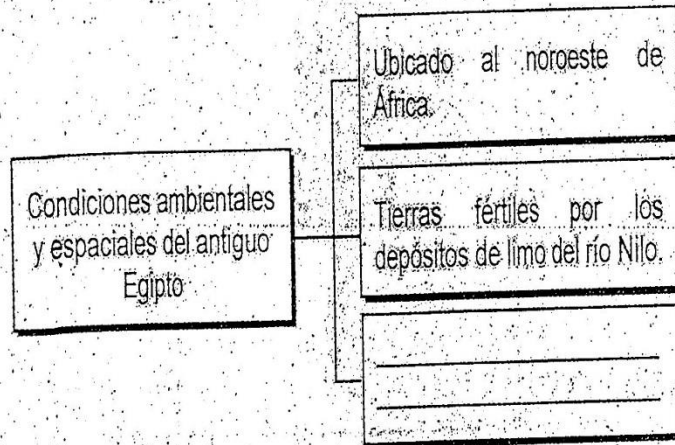 Ubicado al noroeste de
África.
Condiciones ambientales
y espaciales del antiguo
Egipto
Tierras fértiles por los
depósitos de limo del río Nilo.